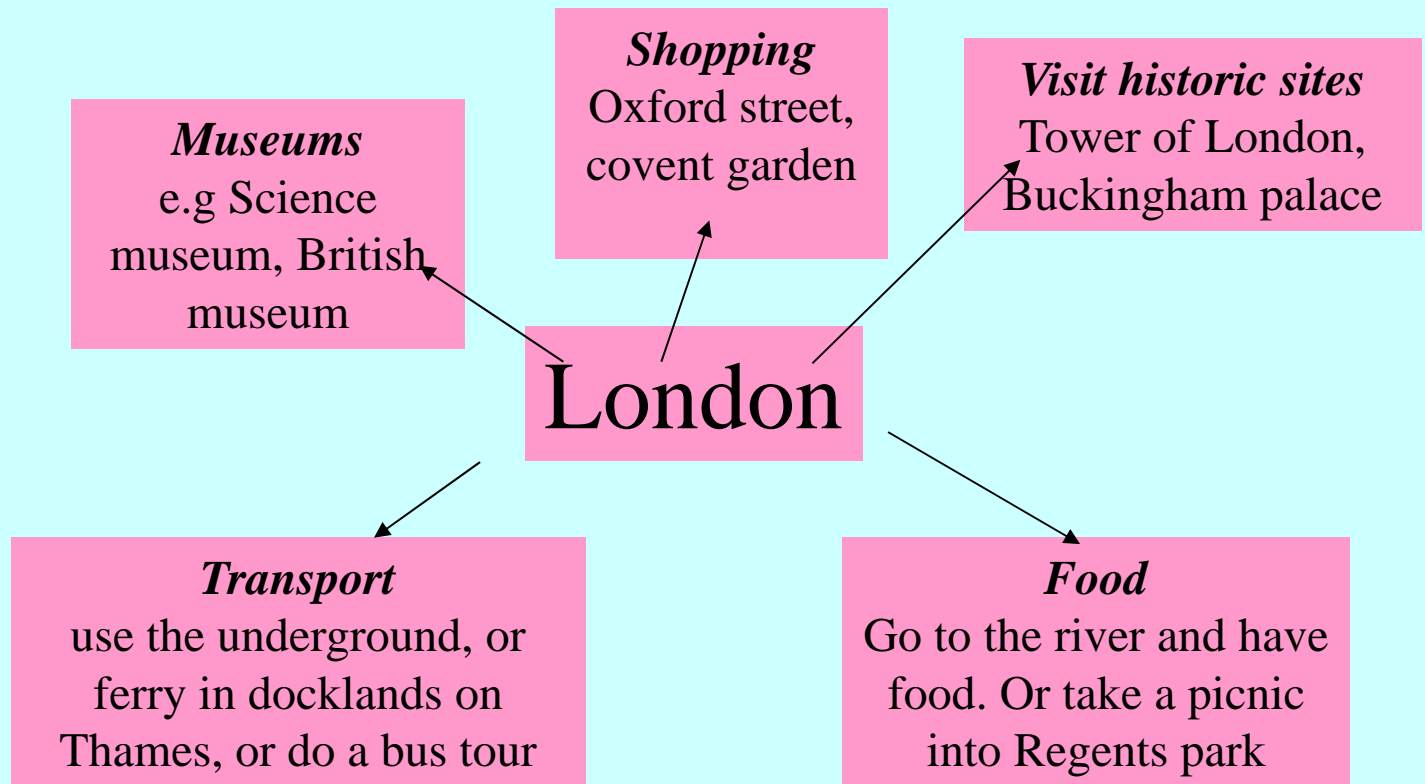 Museums
e.g Science
museum, British
museum
Shopping
Oxford street,
covent garden
Visit historic sites
Tower of London,
Buckingham palace
London
Transport
use the underground, or
ferry in docklands on
Thames, or do a bus tour
Food
Go to the river and have
food. Or take a picnic
into Regents park